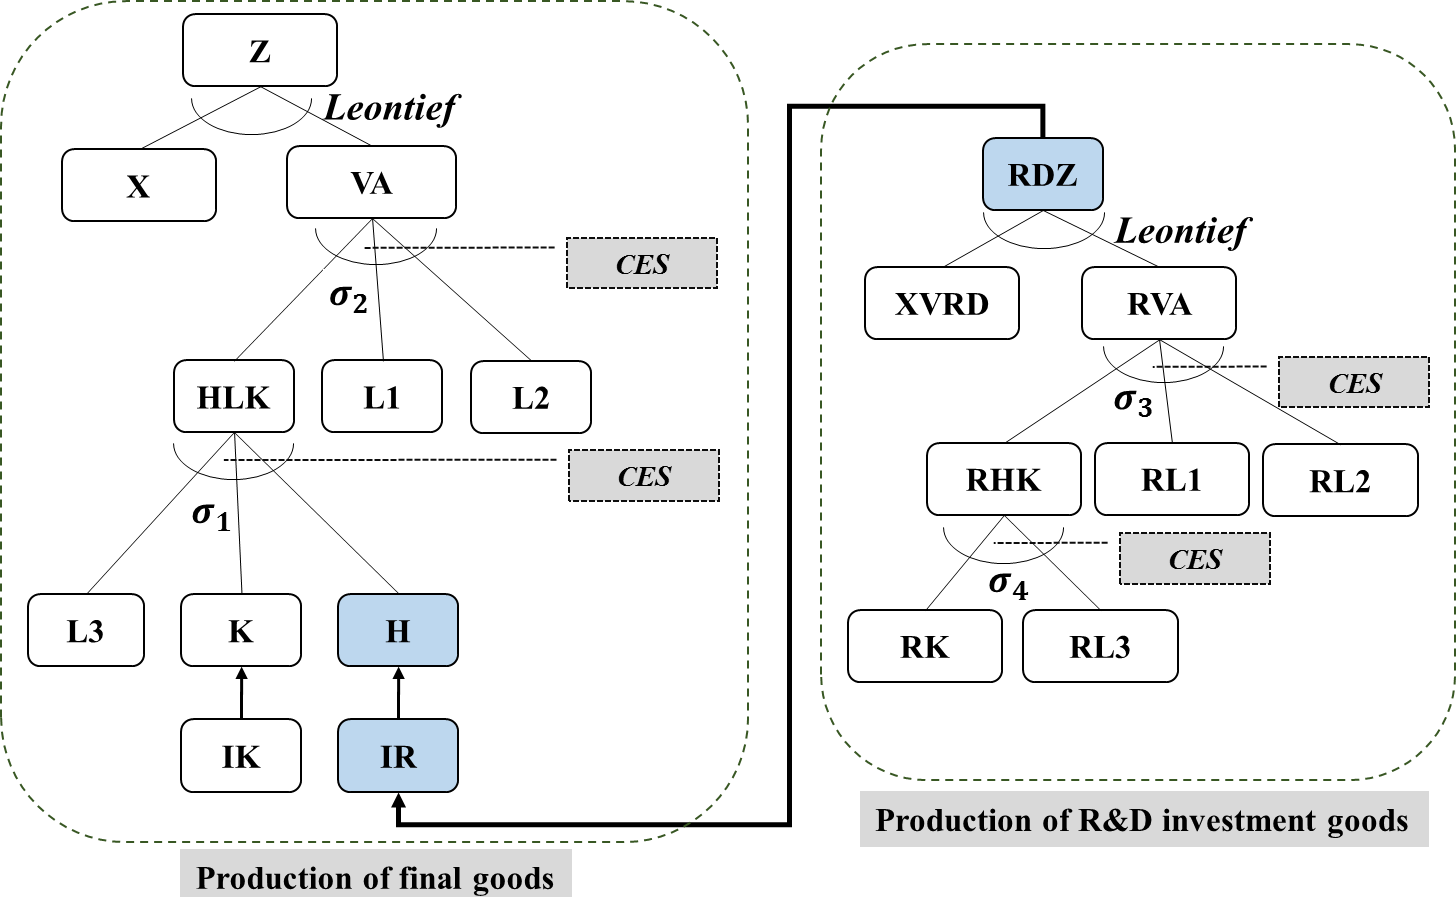 Z
Leontief
X
VA
CES
σ₂
HLK
L1
L2
CES
σ₁
L3
K
H
IK
IR
Production of final goods
RDZ
Leontief
XVRD
RVA
CES
σ₃
RHK
RL1
RL2
CES
σ₄
RK
RL3
Production of R&D investment goods